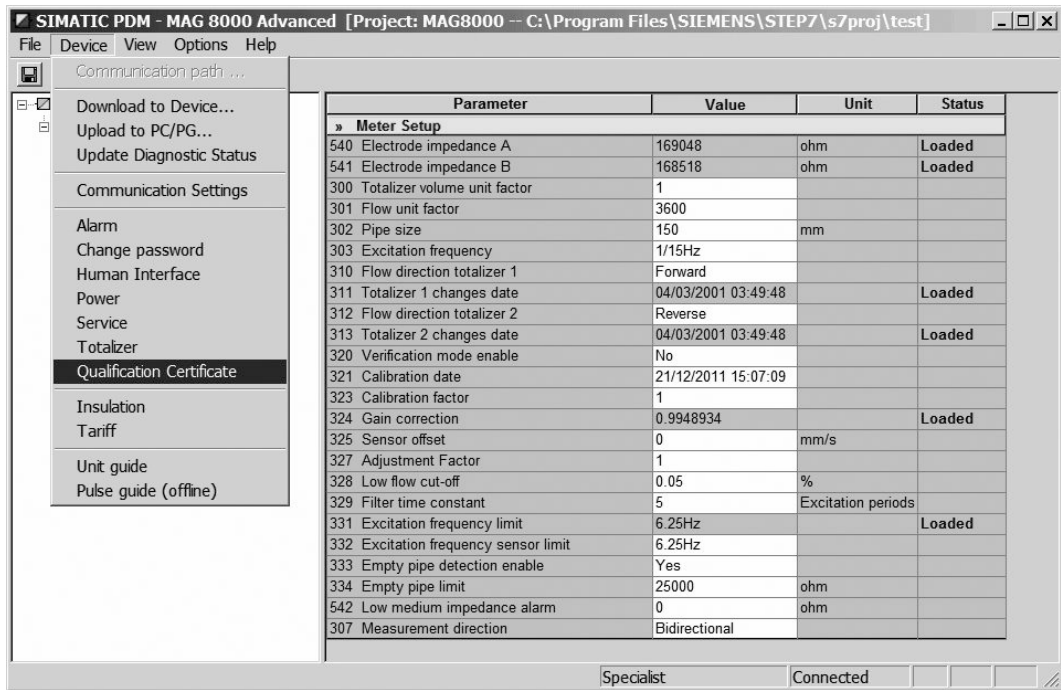 SIMATIC PDM - MAG 8000 Advanced [Project: MAG8000 -- C:\Program Files\SIEMENS\STEP7\s7proj\test]
File Device View Options Help
Communication path ...
Download to Device...
Upload to PC/PG...
Update Diagnostic Status
Communication Settings
Alarm
Change password
Human Interface
Power
Service
Totalizer
Qualification Certificate
Insulation
Tariff
Unit guide
Pulse guide (offline)
Parameter Value Unit Status
» Meter Setup
540 Electrode impedance A 169048 ohm Loaded
541 Electrode impedance B 168518 ohm Loaded
300 Totalizer volume unit factor 1
301 Flow unit factor 3600
302 Pipe size 150 mm
303 Excitation frequency 1/15Hz
310 Flow direction totalizer 1 Forward
311 Totalizer 1 changes date 04/03/2001 03:49:48 Loaded
312 Flow direction totalizer 2 Reverse
313 Totalizer 2 changes date 04/03/2001 03:49:48 Loaded
320 Verification mode enable No
321 Calibration date 21/12/2011 15:07:09
323 Calibration factor 1
324 Gain correction 0.9948934 Loaded
325 Sensor offset 0 mm/s
327 Adjustment Factor 1
328 Low flow cut-off 0.05 %
329 Filter time constant 5 Excitation periods
331 Excitation frequency limit 6.25Hz Loaded
332 Excitation frequency sensor limit 6.25Hz
333 Empty pipe detection enable Yes
334 Empty pipe limit 25000 ohm
542 Low medium impedance alarm 0 ohm
307 Measurement direction Bidirectional
Specialist Connected